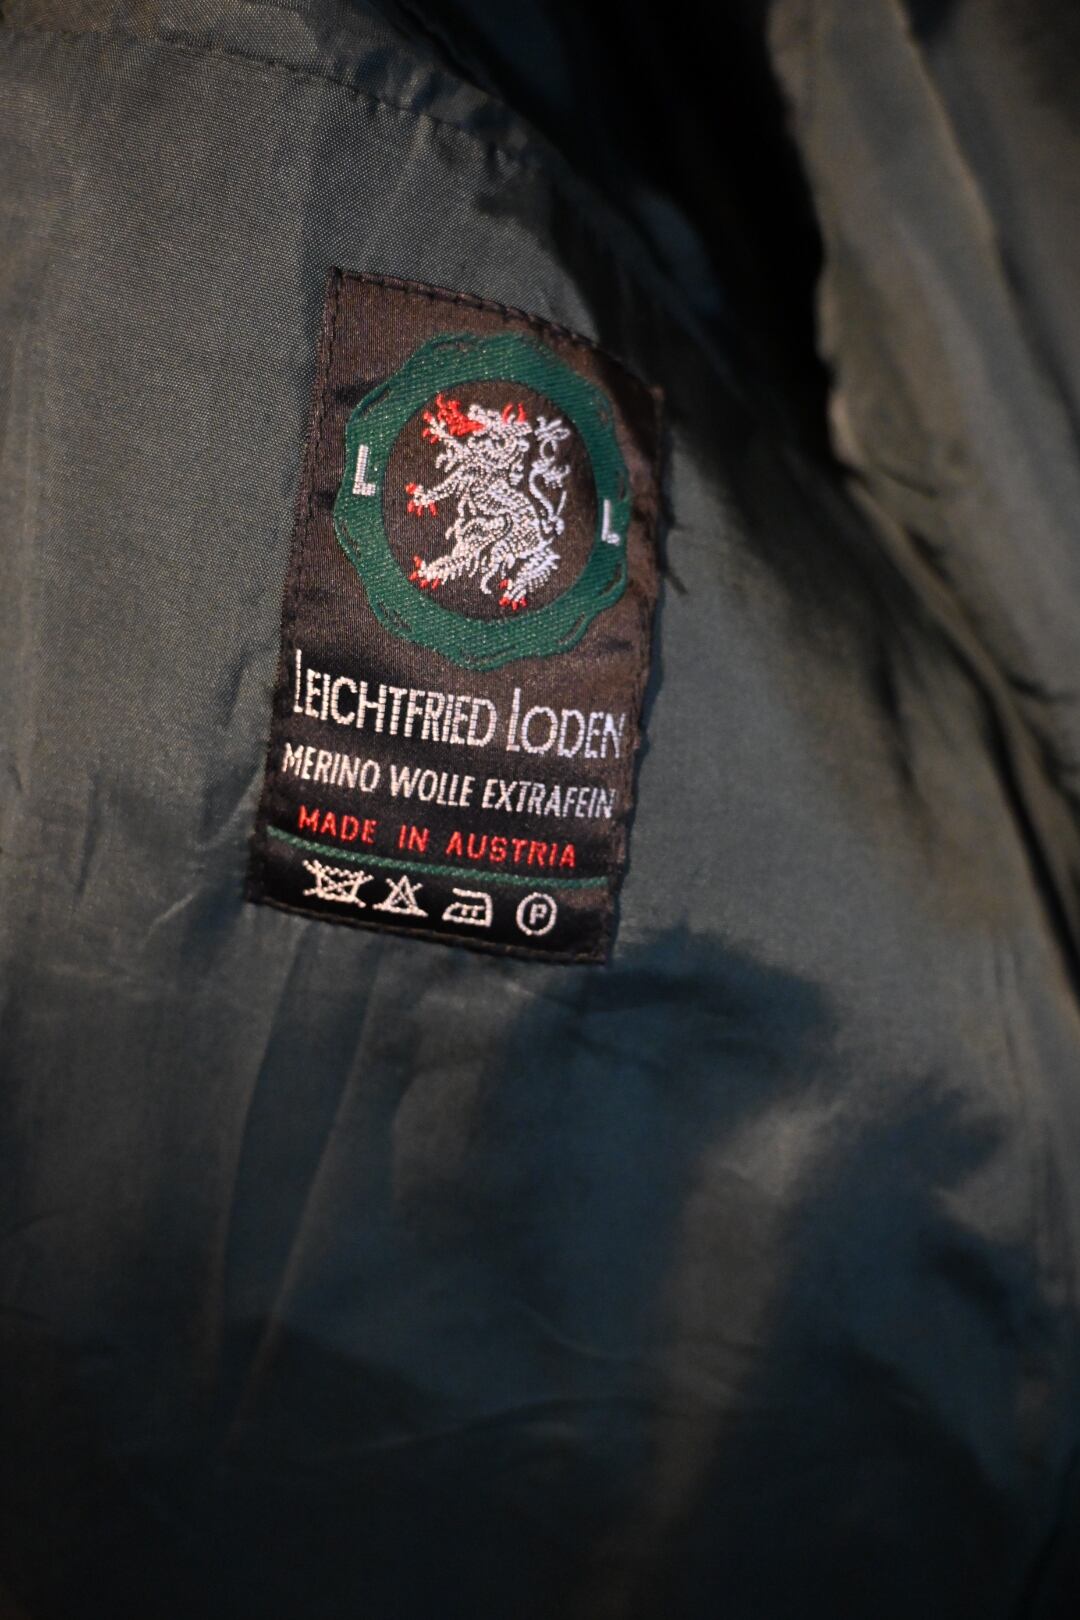 L L
LEICHTFRIED LODEN
MERINO WOLLE EXTRAFEIN
MADE IN AUSTRIA
P